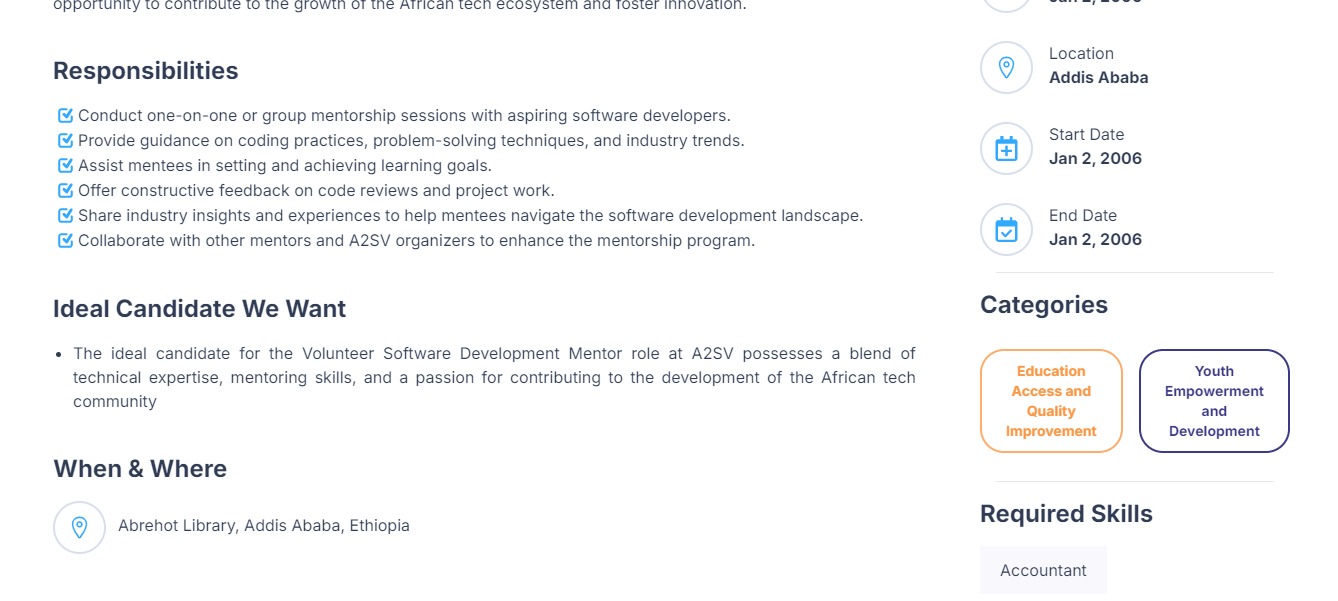 opportunity to contribute to the growth of the African tech ecosystem and foster innovation.
Responsibilities
Conduct one-on-one or group mentorship sessions with aspiring software developers.
Provide guidance on coding practices, problem-solving techniques, and industry trends.
Assist mentees in setting and achieving learning goals.
Offer constructive feedback on code reviews and project work.
Share industry insights and experiences to help mentees navigate the software development landscape.
Collaborate with other mentors and A2SV organizers to enhance the mentorship program.
Ideal Candidate We Want
The ideal candidate for the Volunteer Software Development Mentor role at A2SV possesses a blend of
technical expertise, mentoring skills, and a passion for contributing to the development of the African tech
community
When & Where
Abrehot Library, Addis Ababa, Ethiopia
Jan 2, 2006
Location
Addis Ababa
Start Date
Jan 2, 2006
End Date
Jan 2, 2006
Categories
Education
Access and
Quality
Improvement
Youth
Empowerment
and
Development
Required Skills
Accountant